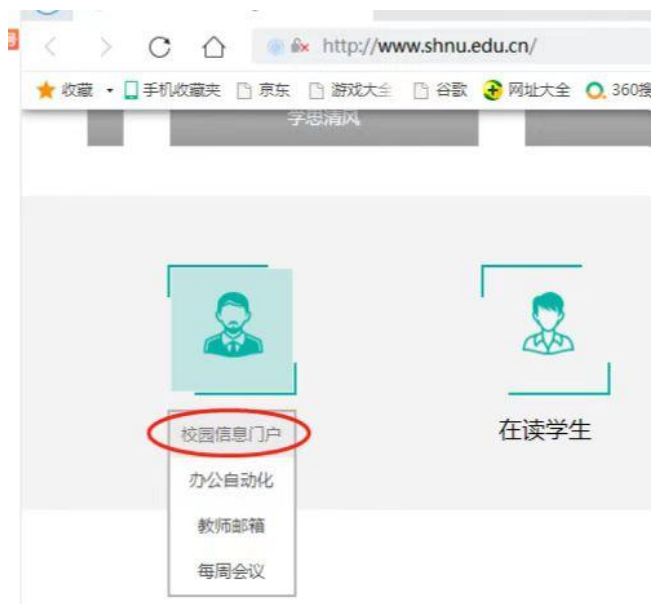 http://www.shnu.edu.cn/
收藏 手机收藏夹 京东 游戏大全 谷歌 网址大全 360搜
学思清风
校园信息门户
在读学生
办公自动化
教师邮箱
每周会议